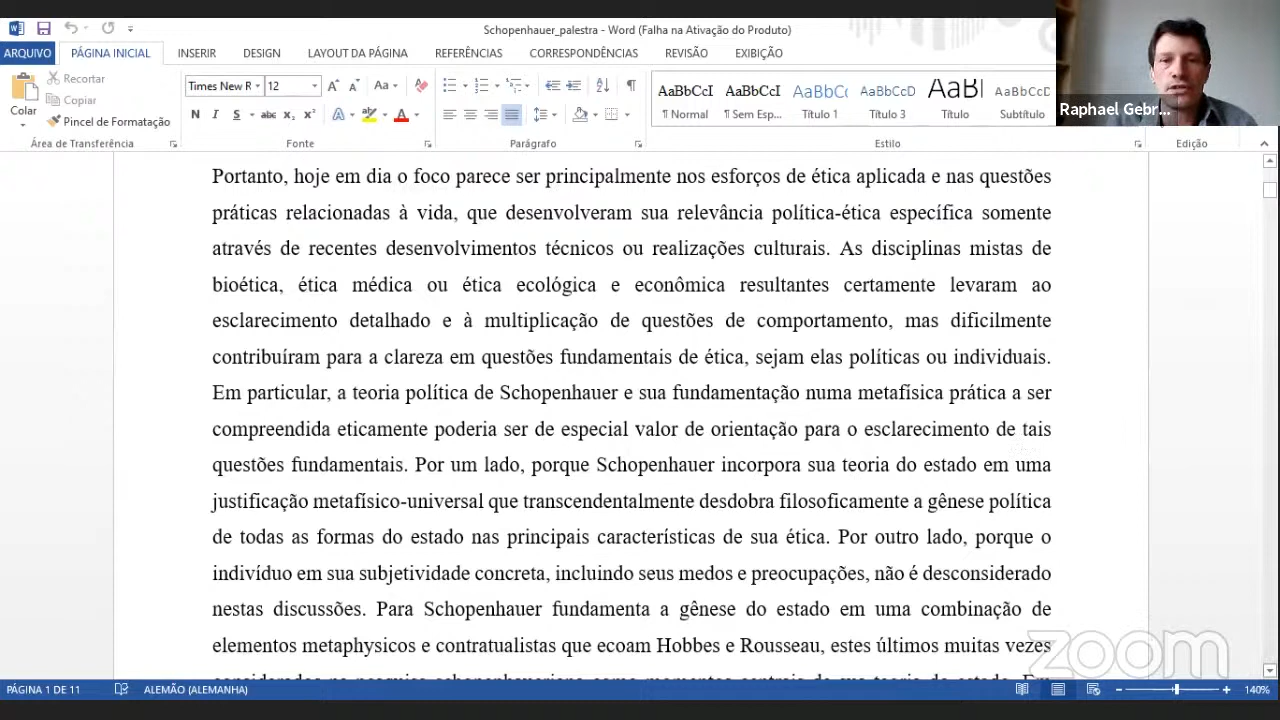 Schopenhauer_palestra - Word (Falha na Ativação do Produto)
ARQUIVO PÁGINA INICIAL INSERIR DESIGN LAYOUT DA PÁGINA REFERÊNCIAS CORRESPONDÊNCIAS REVISÃO EXIBIÇÃO
Colar
Recortar
Copiar
Pincel de Formatação
Área de Transferência
Times New R 12
Fonte
Parágrafo
AaBbCcI AaBbCcI AaBbC AaBbCcD AaBl AaBbCcD
¶ Normal ¶ Sem Esp... Título 1 ¶ Título 3 Título Subtítulo
Estilo
Edição
Raphael Gebr...
Portanto, hoje em dia o foco parece ser principalmente nos esforços de ética aplicada e nas questões
práticas relacionadas à vida, que desenvolveram sua relevância política-ética específica somente
através de recentes desenvolvimentos técnicos ou realizações culturais. As disciplinas mistas de
bioética, ética médica ou ética ecológica e econômica resultantes certamente levaram ao
esclarecimento detalhado e à multiplicação de questões de comportamento, mas dificilmente
contribuíram para a clareza em questões fundamentais de ética, sejam elas políticas ou individuais.
Em particular, a teoria política de Schopenhauer e sua fundamentação numa metafísica prática a ser
compreendida eticamente poderia ser de especial valor de orientação para o esclarecimento de tais
questões fundamentais. Por um lado, porque Schopenhauer incorpora sua teoria do estado em uma
justificação metafísico-universal que transcendentalmente desdobra filosoficamente a gênese política
de todas as formas do estado nas principais características de sua ética. Por outro lado, porque o
indivíduo em sua subjetividade concreta, incluindo seus medos e preocupações, não é desconsiderado
nestas discussões. Para Schopenhauer fundamenta a gênese do estado em uma combinação de
elementos metaphysicos e contratualistas que ecoam Hobbes e Rousseau, estes últimos muitas vezes
zoom
PÁGINA 1 DE 11 ALEMÃO (ALEMANHA) 140%